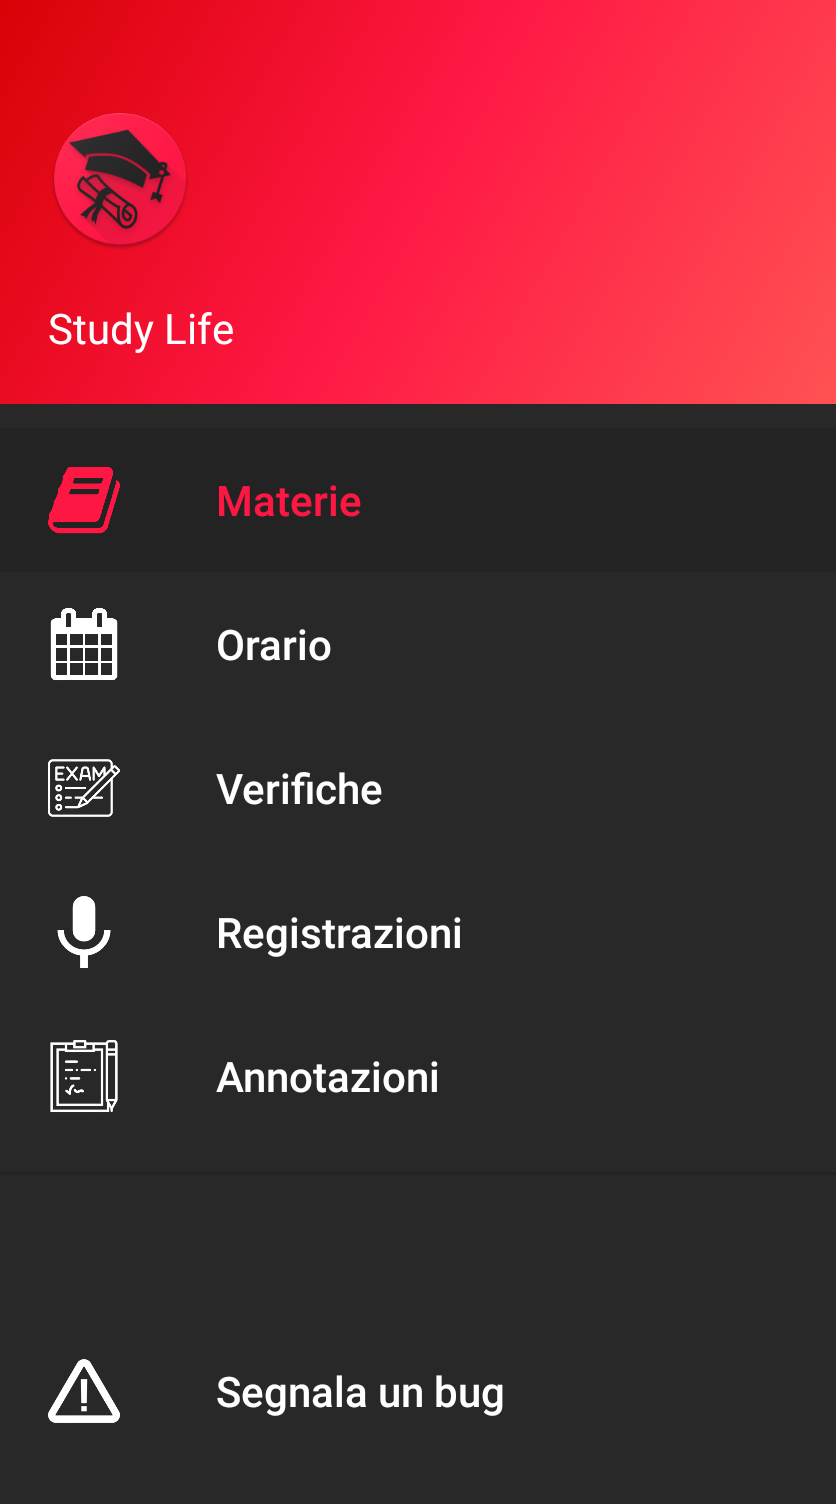 Study Life
Materie
Orario
EXAM
Verifiche
Registrazioni
Annotazioni
Segnala un bug